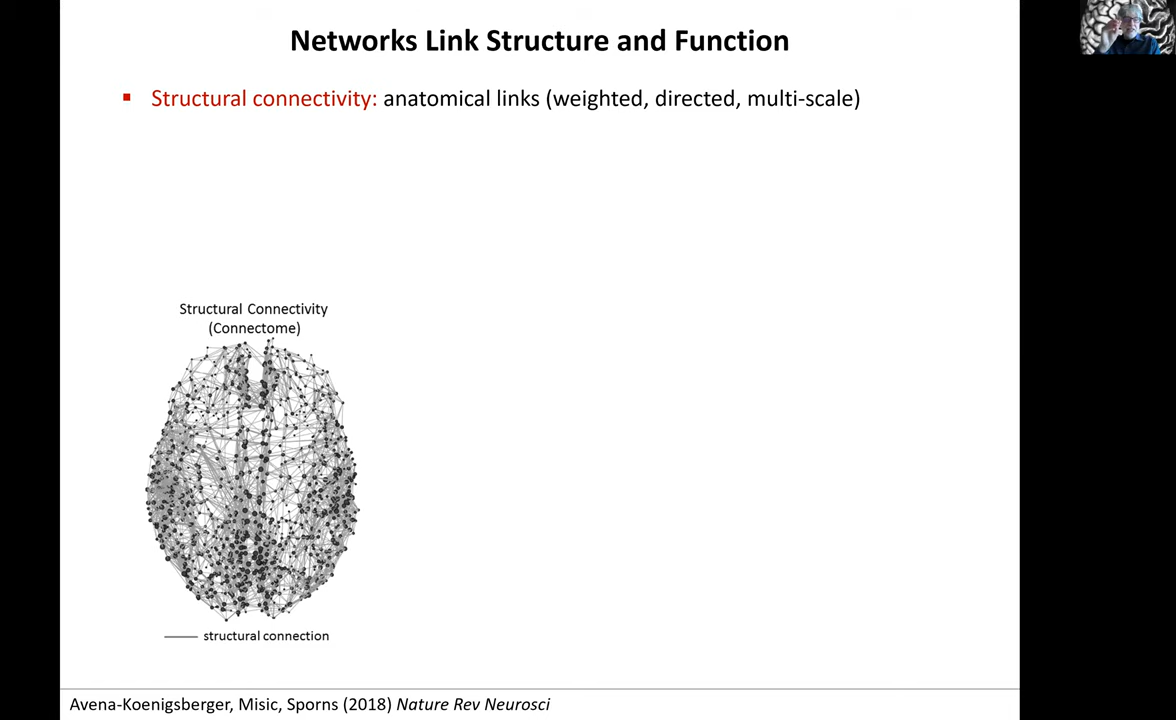 Networks Link Structure and Function
▪ Structural connectivity: anatomical links (weighted, directed, multi-scale)
Structural Connectivity
(Connectome)
structural connection
Avena-Koenigsberger, Misic, Sporns (2018) Nature Rev Neurosci